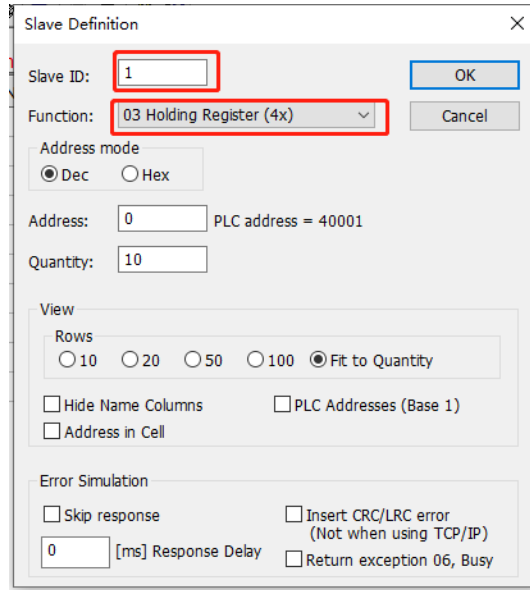 Slave Definition
Slave ID: 1
OK
Function: 03 Holding Register (4x)
Cancel
Address mode
Dec Hex
Address: 0 PLC address = 40001
Quantity: 10
View
Rows
10 20 50 100 Fit to Quantity
Hide Name Columns PLC Addresses (Base 1)
Address in Cell
Error Simulation
Skip response Insert CRC/LRC error
(Not when using TCP/IP)
0 [ms] Response Delay
Return exception 06, Busy